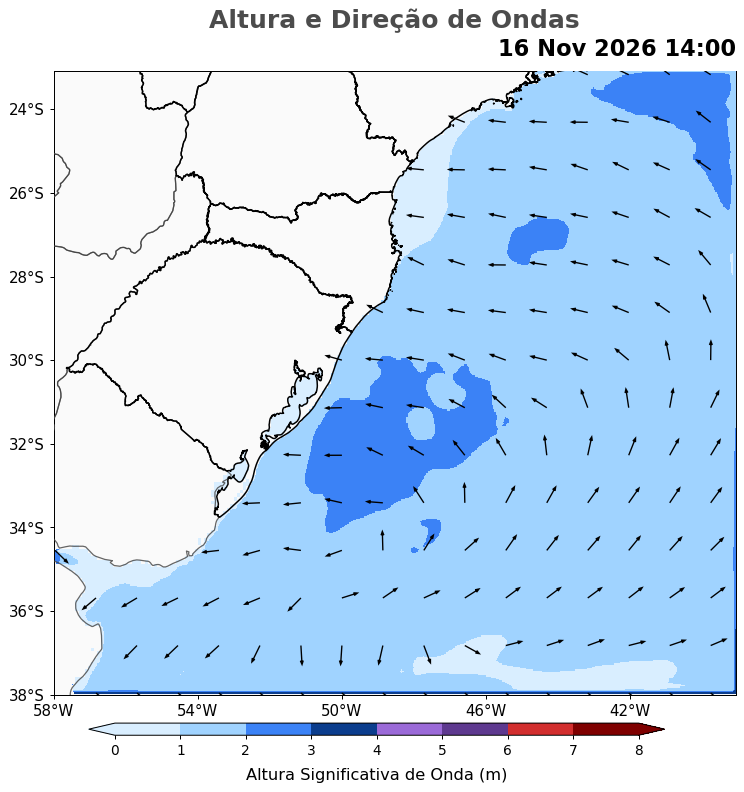 Altura e Direção de Ondas
16 Nov 2026 14:00
24°S
26°S
28°S
30°S
32°S
34°S
36°S
38°S
58°W 54°W 50°W 46°W 42°W
0 1 2 3 4 5 6 7 8
Altura Significativa de Onda (m)